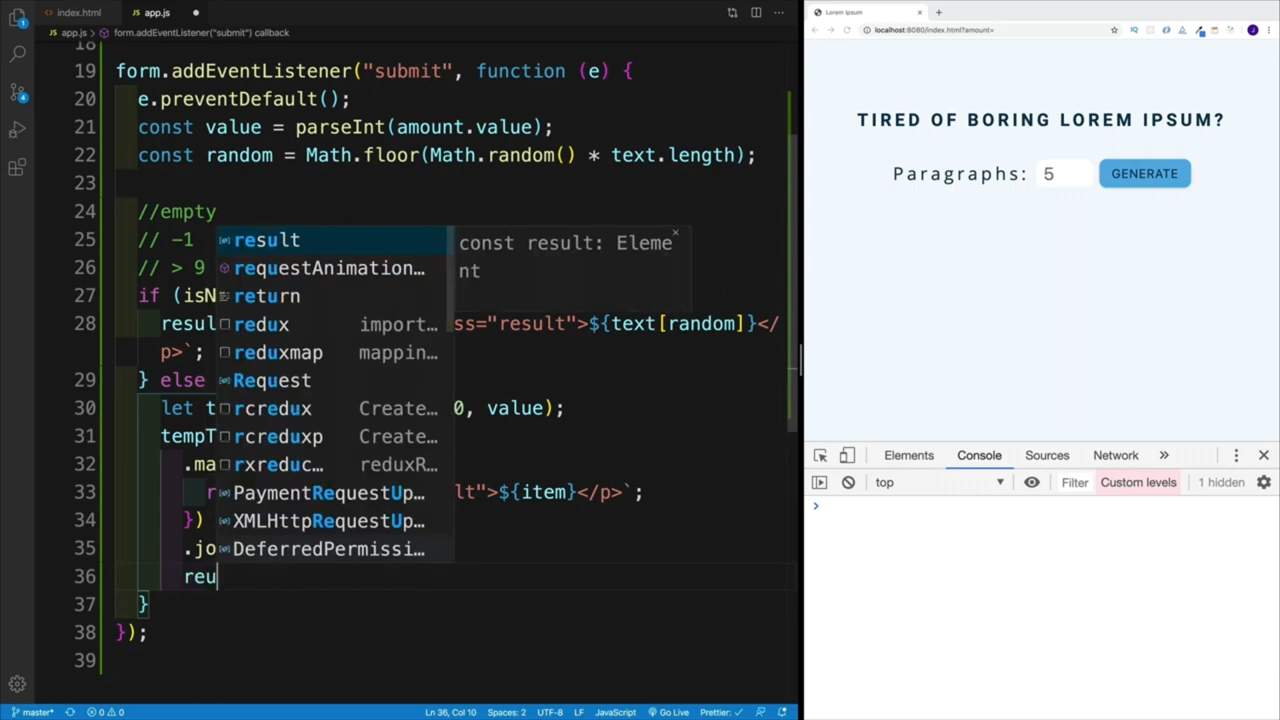 index.html
app.js
app.js
form.addEventListener("submit") callback
18
19 form.addEventListener("submit", function (e) {
20 e.preventDefault();
21 const value = parseInt(amount.value);
22 const random = Math.floor(Math.random() * text.length);
23
24 //empty
25 // -1
26 // > 9
27 if (isN
28 resul ss="result">${text[random]}</
p>`;
29 } else
30 let t 0, value);
31 tempT
32 .ma
33 r lt">${item}</p>`;
34 })
35 .jo
36 reu
37 }
38 });
39
result
requestAnimation…
return
redux import…
reduxmap mappin…
Request
rcredux Create…
rcreduxp Create…
rxreduc… reduxR…
PaymentRequestUp…
XMLHttpRequestUp…
DeferredPermissi…
const result: Eleme
nt
1
4
master*
0 0
Ln 36, Col 10
Spaces: 2
UTF-8
LF
JavaScript
Go Live
Prettier: ✓
Lorem Ipsum
localhost:8080/index.html?amount=
J
TIRED OF BORING LOREM IPSUM?
Paragraphs: 5 GENERATE
Elements Console Sources Network
top Filter Custom levels 1 hidden